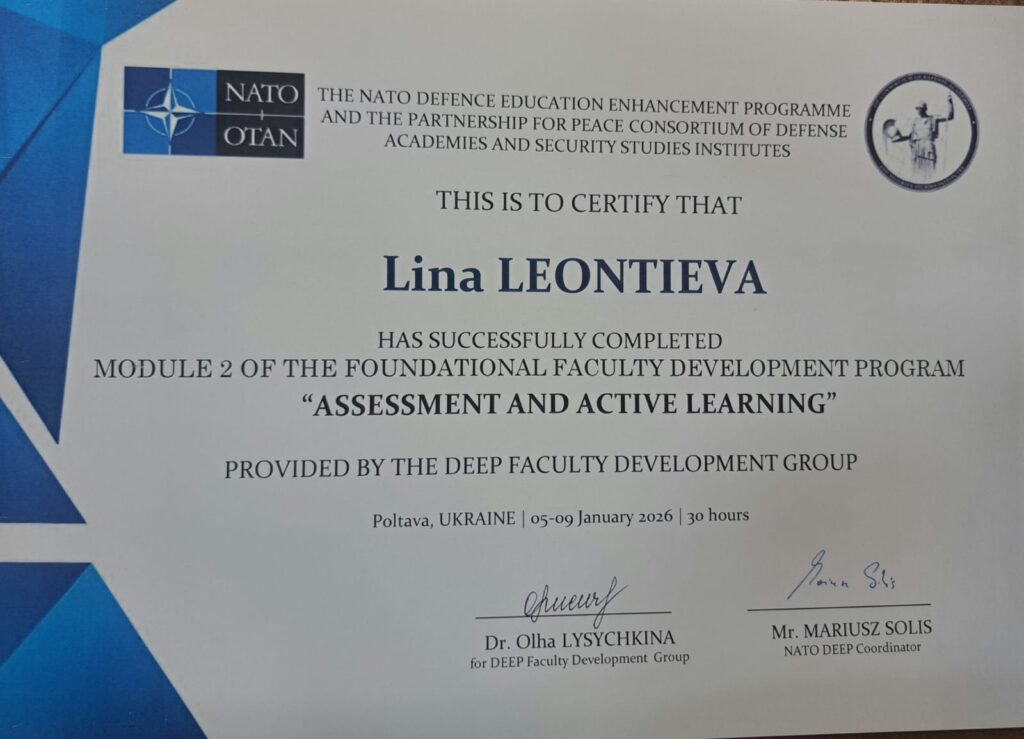 NATO
OTAN
THE NATO DEFENCE EDUCATION ENHANCEMENT PROGRAMME
AND THE PARTNERSHIP FOR PEACE CONSORTIUM OF DEFENSE
ACADEMIES AND SECURITY STUDIES INSTITUTES
THIS IS TO CERTIFY THAT
Lina LEONTIEVA
HAS SUCCESSFULLY COMPLETED
MODULE 2 OF THE FOUNDATIONAL FACULTY DEVELOPMENT PROGRAM
“ASSESSMENT AND ACTIVE LEARNING”
PROVIDED BY THE DEEP FACULTY DEVELOPMENT GROUP
Poltava, UKRAINE | 05-09 January 2026 | 30 hours
Dr. Olha LYSYCHKINA
for DEEP Faculty Development Group
Mr. MARIUSZ SOLIS
NATO DEEP Coordinator